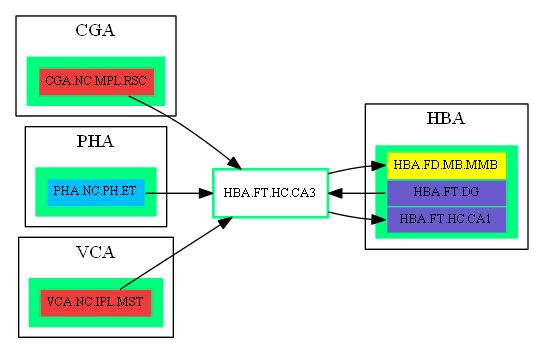 CGA
CGA.NC.MPL.RSC
PHA
PHA.NC.PH.ET
VCA
VCA.NC.IPL.MST
HBA.FT.HC.CA3
HBA
HBA.FD.MB.MMB
HBA.FT.DG
HBA.FT.HC.CA1